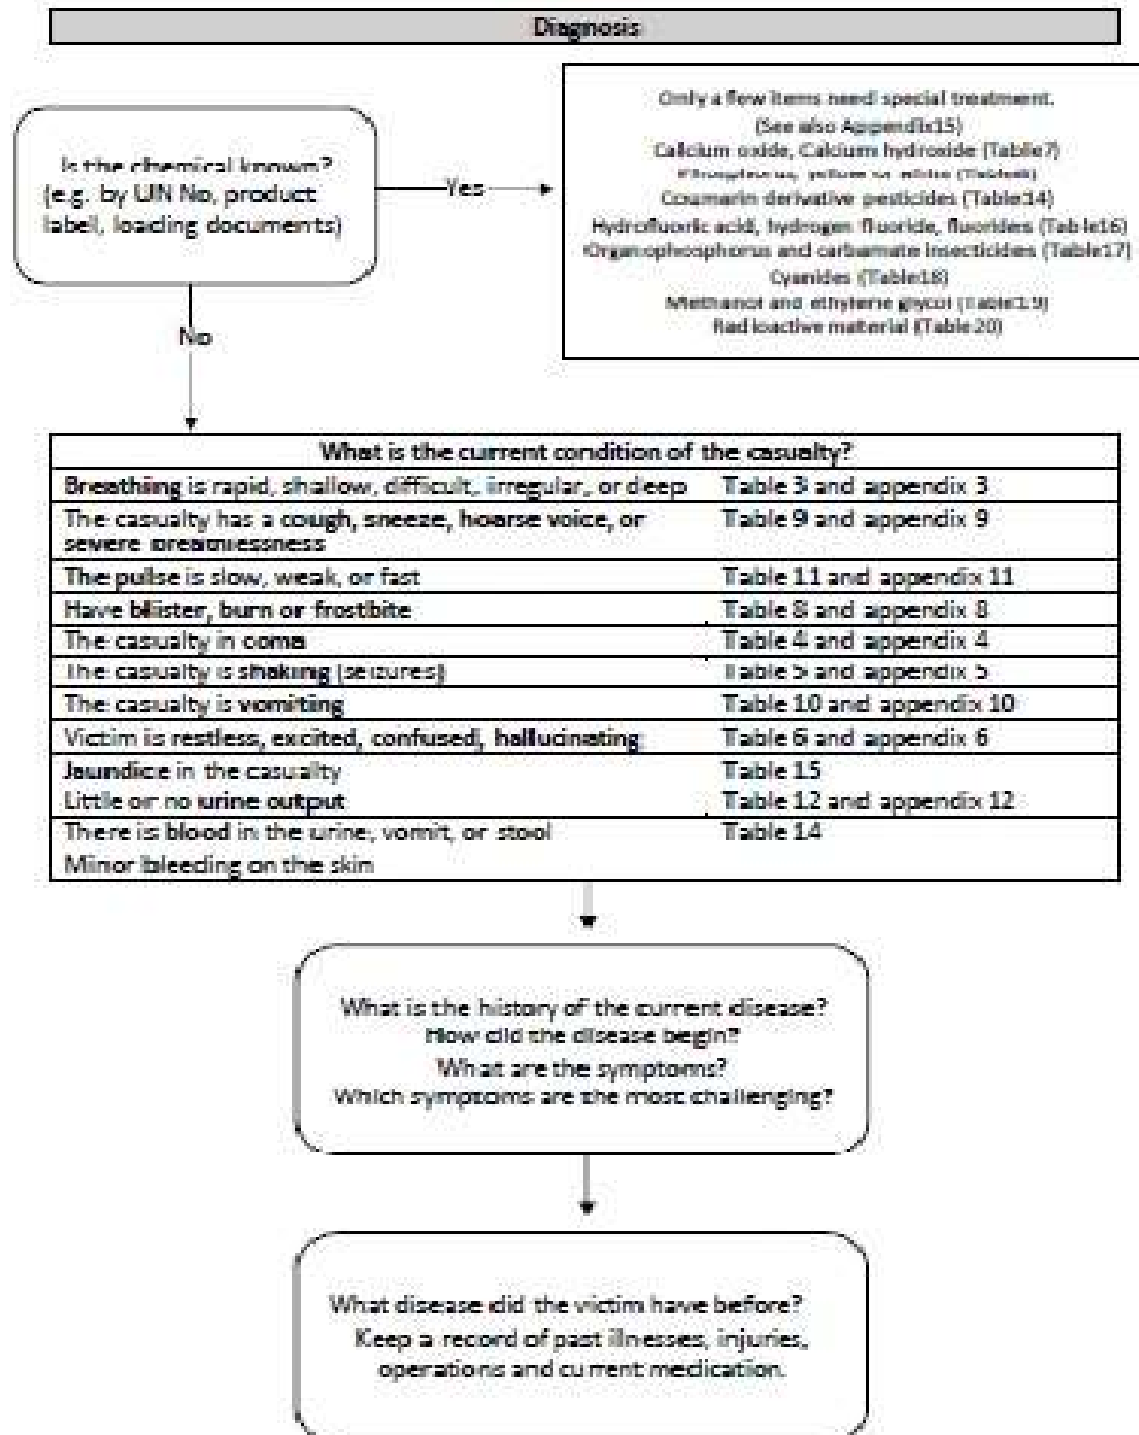 Diagnosis
Is the chemical known?
(e.g. by UN No, product
label, loading documents)
Yes
No
Only a few items need special treatment.
(See also Appendix15)
Calcium oxide, Calcium hydroxide (Table7)
Coumarin derivative pesticides (Table14)
Hydrofluoric acid, hydrogen fluoride, fluorides (Table16)
Organophosphorus and carbamate insecticides (Table17)
Cyanides (Table18)
Methanol and ethylene glycol (Table19)
Radioactive material (Table20)
What is the current condition of the casualty?
Breathing is rapid, shallow, difficult, irregular, or deep Table 3 and appendix 3
The casualty has a cough, sneeze, hoarse voice, or Table 9 and appendix 9
severe breathlessness
The pulse is slow, weak, or fast Table 11 and appendix 11
Have blister, burn or frostbite Table 8 and appendix 8
The casualty in coma Table 4 and appendix 4
The casualty is shaking (seizures) Table 5 and appendix 5
The casualty is vomiting Table 10 and appendix 10
Victim is restless, excited, confused, hallucinating Table 6 and appendix 6
Jaundice in the casualty Table 15
Little or no urine output Table 12 and appendix 12
There is blood in the urine, vomit, or stool Table 14
Minor bleeding on the skin
What is the history of the current disease?
How did the disease begin?
What are the symptoms?
Which symptoms are the most challenging?
What disease did the victim have before?
Keep a record of past illnesses, injuries,
operations and current medication.